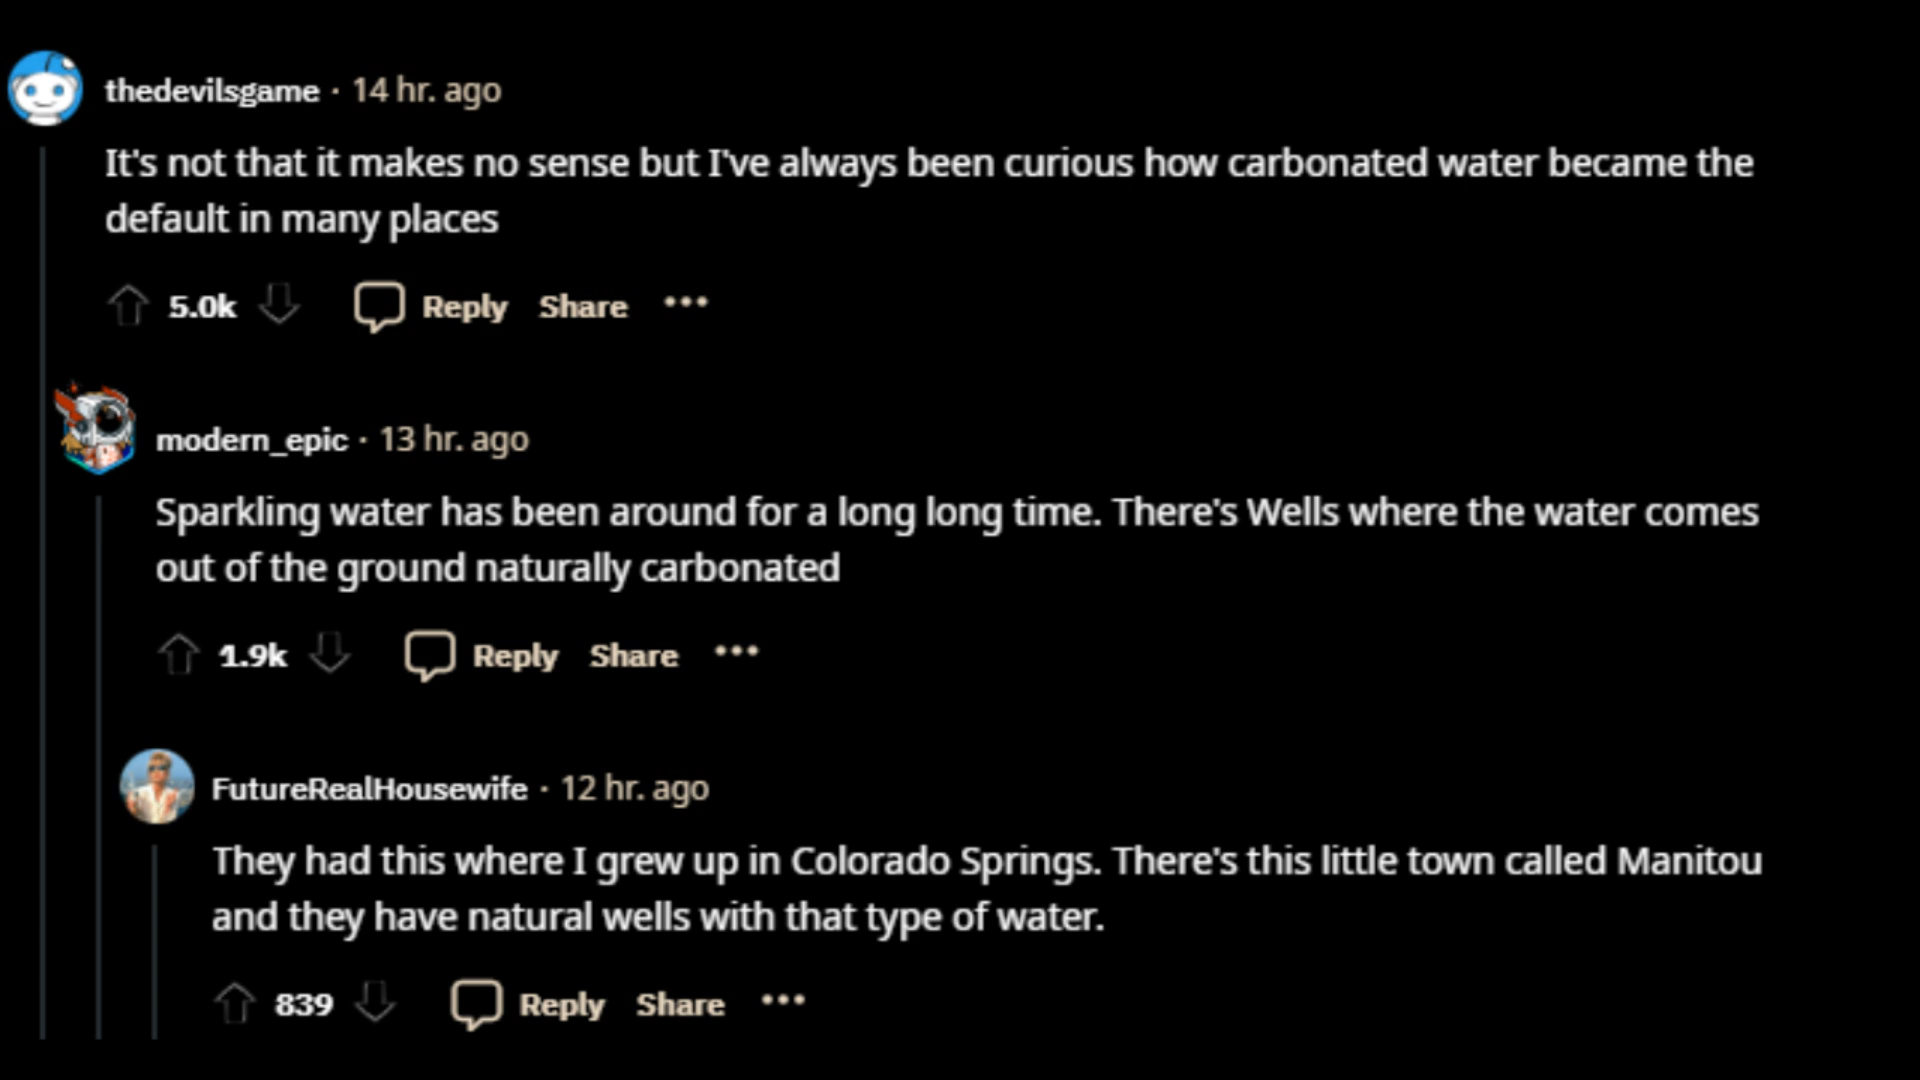 thedevilsgame · 14 hr. ago
It's not that it makes no sense but I've always been curious how carbonated water became the
default in many places
5.0k Reply Share •••
modern_epic · 13 hr. ago
Sparkling water has been around for a long long time. There's Wells where the water comes
out of the ground naturally carbonated
1.9k Reply Share •••
FutureRealHousewife · 12 hr. ago
They had this where I grew up in Colorado Springs. There's this little town called Manitou
and they have natural wells with that type of water.
839 Reply Share •••